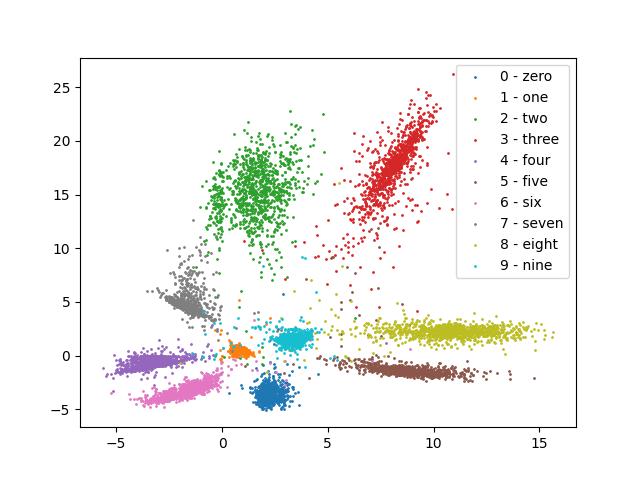 25
20
15
10
5
0
−5
−5
0
5
10
15
0 - zero
1 - one
2 - two
3 - three
4 - four
5 - five
6 - six
7 - seven
8 - eight
9 - nine